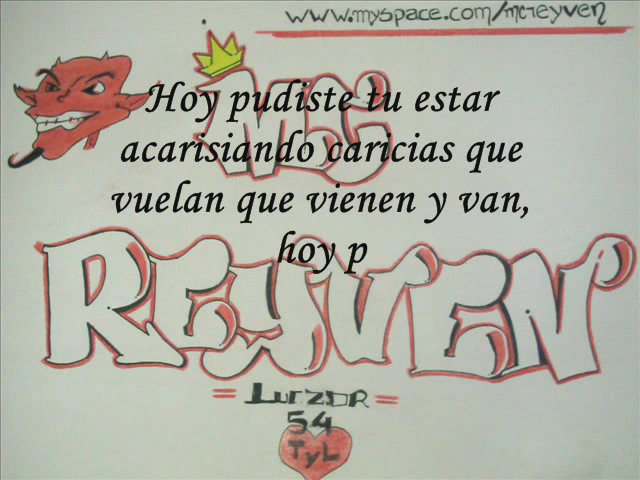 www.myspace.com/mcreyven
MC
Hoy pudiste tu estar
acarisiando caricias que
vuelan que vienen y van,
hoy p
REYVEN
= LuzDR =
54
TyL